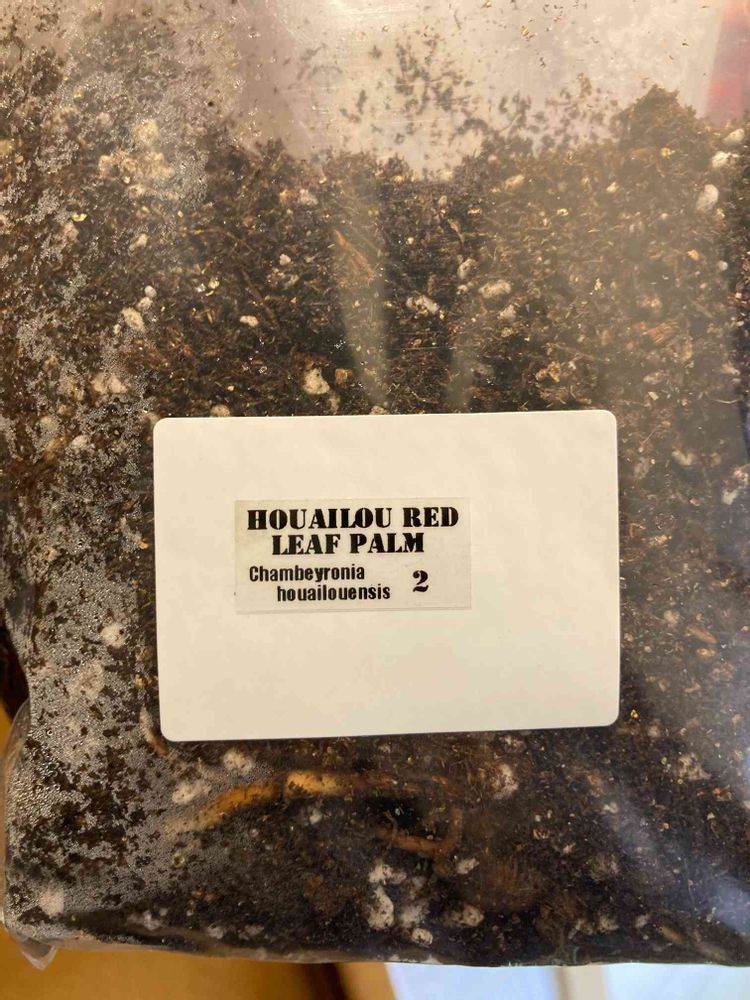 HOUAILOU RED
LEAF PALM
Chambeyronia
houailouensis 2